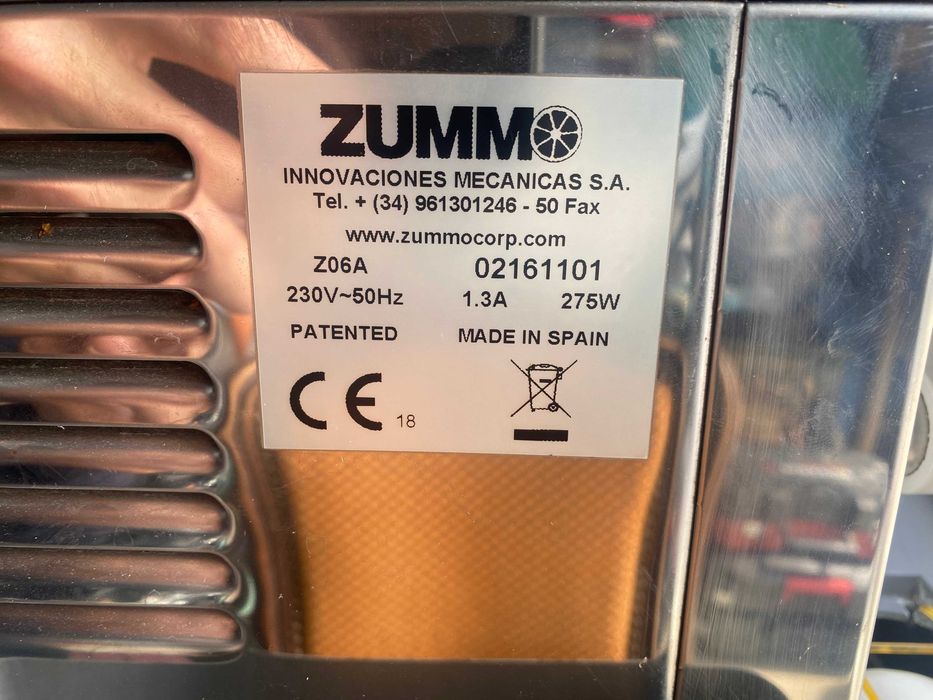 ZUMMO
INNOVACIONES MECANICAS S.A.
Tel. + (34) 961301246 - 50 Fax
www.zummocorp.com
Z06A 02161101
230V~50Hz 1.3A 275W
PATENTED MADE IN SPAIN
CE 18